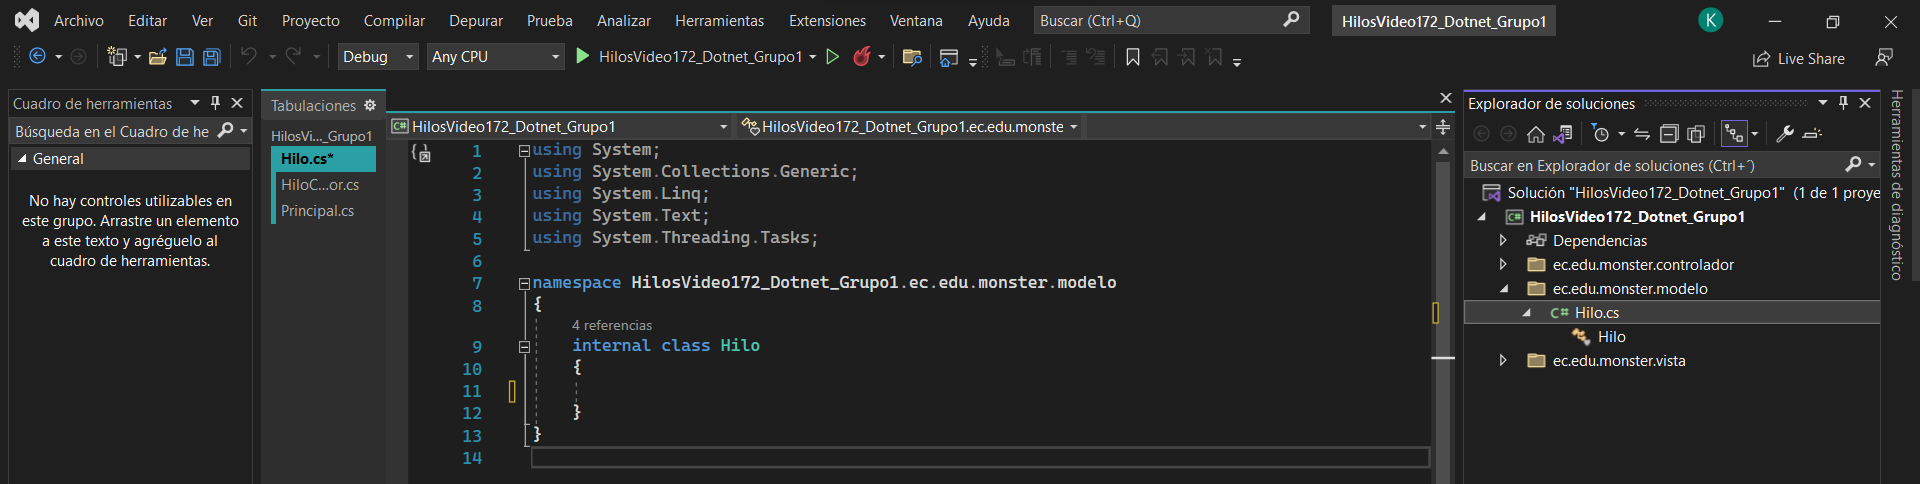 Archivo Editar Ver Git Proyecto Compilar Depurar Prueba Analizar Herramientas Extensiones Ventana Ayuda Buscar (Ctrl+Q) HilosVideo172_Dotnet_Grupo1 K
Debug Any CPU HilosVideo172_Dotnet_Grupo1 Live Share
Cuadro de herramientas
Búsqueda en el Cuadro de he
General
No hay controles utilizables en
este grupo. Arrastre un elemento
a este texto y agréguelo al
cuadro de herramientas.
Tabulaciones
HilosVi..._Grupo1
Hilo.cs*
HiloC...or.cs
Principal.cs
HilosVideo172_Dotnet_Grupo1 HilosVideo172_Dotnet_Grupo1.ec.edu.monste
1 using System;
2 using System.Collections.Generic;
3 using System.Linq;
4 using System.Text;
5 using System.Threading.Tasks;
6
7 namespace HilosVideo172_Dotnet_Grupo1.ec.edu.monster.modelo
8 {
4 referencias
9 internal class Hilo
10 {
11
12 }
13 }
14
Explorador de soluciones
Buscar en Explorador de soluciones (Ctrl+´)
Solución "HilosVideo172_Dotnet_Grupo1" (1 de 1 proye
C# HilosVideo172_Dotnet_Grupo1
Dependencias
ec.edu.monster.controlador
ec.edu.monster.modelo
C# Hilo.cs
Hilo
ec.edu.monster.vista
Herramientas de diagnóstico